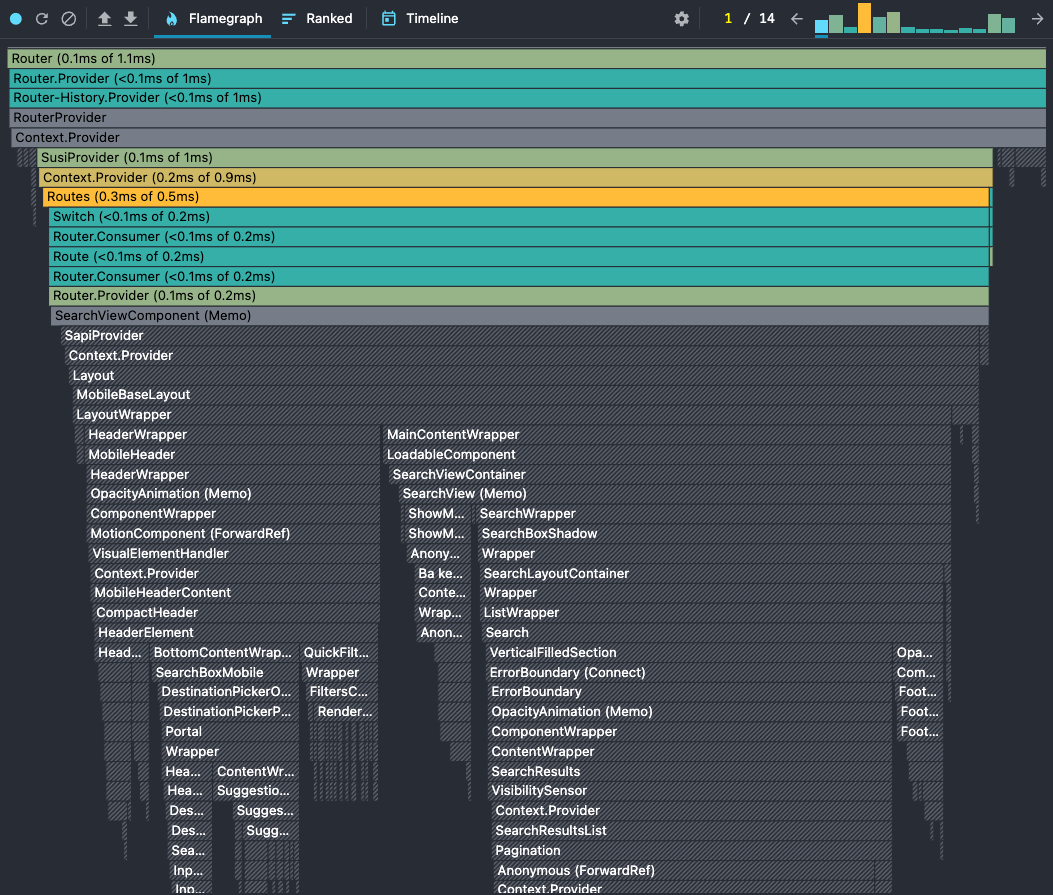 Flamegraph Ranked Timeline 1 / 14
Router (0.1ms of 1.1ms)
Router.Provider (<0.1ms of 1ms)
Router-History.Provider (<0.1ms of 1ms)
RouterProvider
Context.Provider
SusiProvider (0.1ms of 1ms)
Context.Provider (0.2ms of 0.9ms)
Routes (0.3ms of 0.5ms)
Switch (<0.1ms of 0.2ms)
Router.Consumer (<0.1ms of 0.2ms)
Route (<0.1ms of 0.2ms)
Router.Consumer (<0.1ms of 0.2ms)
Router.Provider (0.1ms of 0.2ms)
SearchViewComponent (Memo)
SapiProvider
Context.Provider
Layout
MobileBaseLayout
LayoutWrapper
HeaderWrapper MainContentWrapper
MobileHeader LoadableComponent
HeaderWrapper SearchViewContainer
OpacityAnimation (Memo) SearchView (Memo)
ComponentWrapper ShowM... SearchWrapper
MotionComponent (ForwardRef) ShowM... SearchBoxShadow
VisualElementHandler Anony... Wrapper
Context.Provider Ba ke... SearchLayoutContainer
MobileHeaderContent Conte... Wrapper
CompactHeader Wrap... ListWrapper
HeaderElement Anon... Search
Head... BottomContentWrap... QuickFilt... VerticalFilledSection Opa...
SearchBoxMobile Wrapper ErrorBoundary (Connect) Com...
DestinationPickerO... FiltersC... ErrorBoundary Foot...
DestinationPickerP... Render... OpacityAnimation (Memo) Foot...
Portal ComponentWrapper Foot...
Wrapper ContentWrapper
Hea... ContentWr... SearchResults
Hea... Suggestio... VisibilitySensor
Des... Sugges... Context.Provider
Des... Sugg... SearchResultsList
Sea... Pagination
Inp... Anonymous (ForwardRef)
Inp... Context.Provider